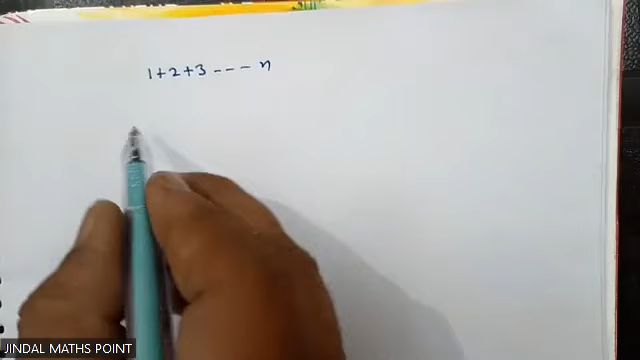 1+2+3 - - - - n
JINDAL MATHS POINT